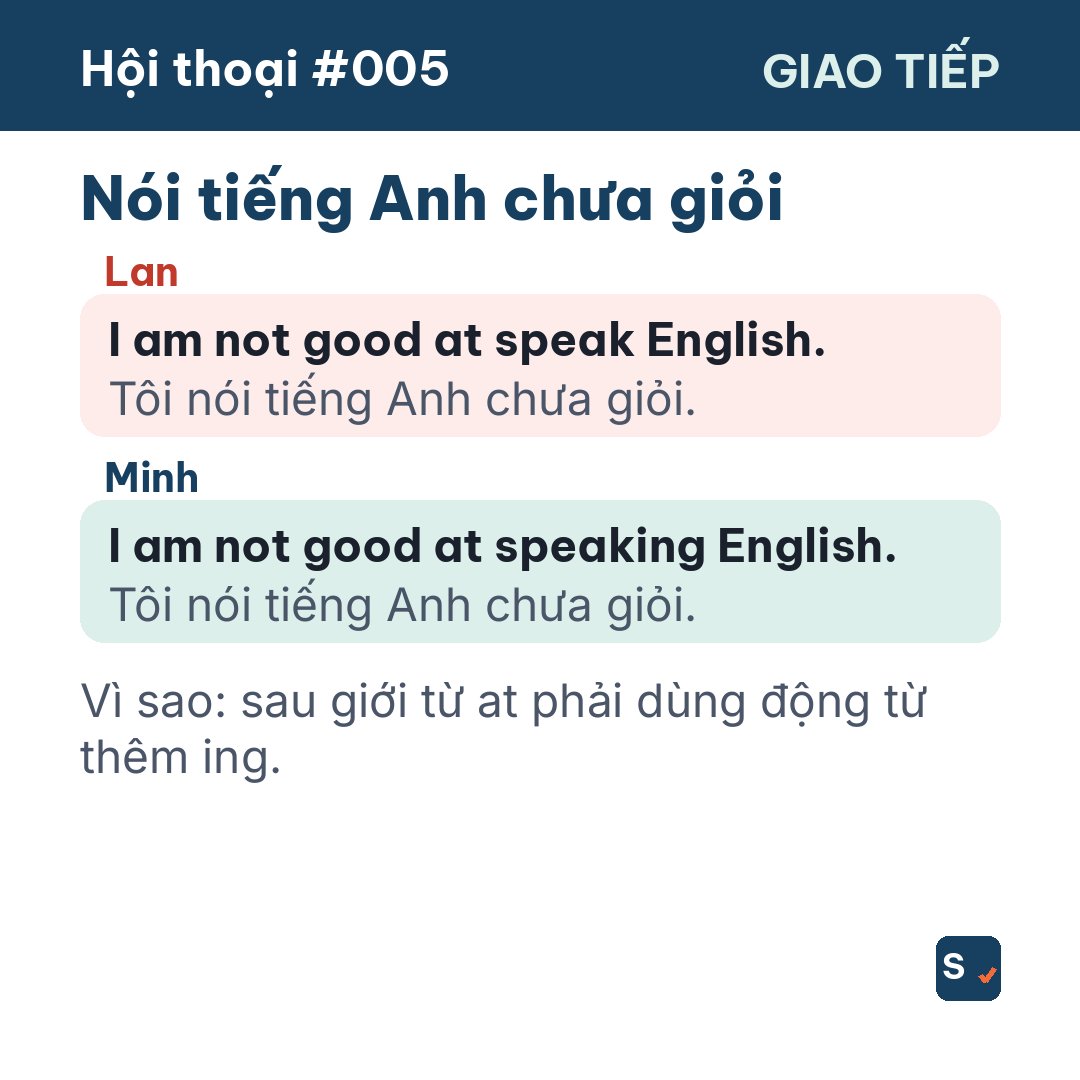 Hội thoại #005
GIAO TIẾP
Nói tiếng Anh chưa giỏi
Lan
I am not good at speak English.
Tôi nói tiếng Anh chưa giỏi.
Minh
I am not good at speaking English.
Tôi nói tiếng Anh chưa giỏi.
Vì sao: sau giới từ at phải dùng động từ
thêm ing.
S